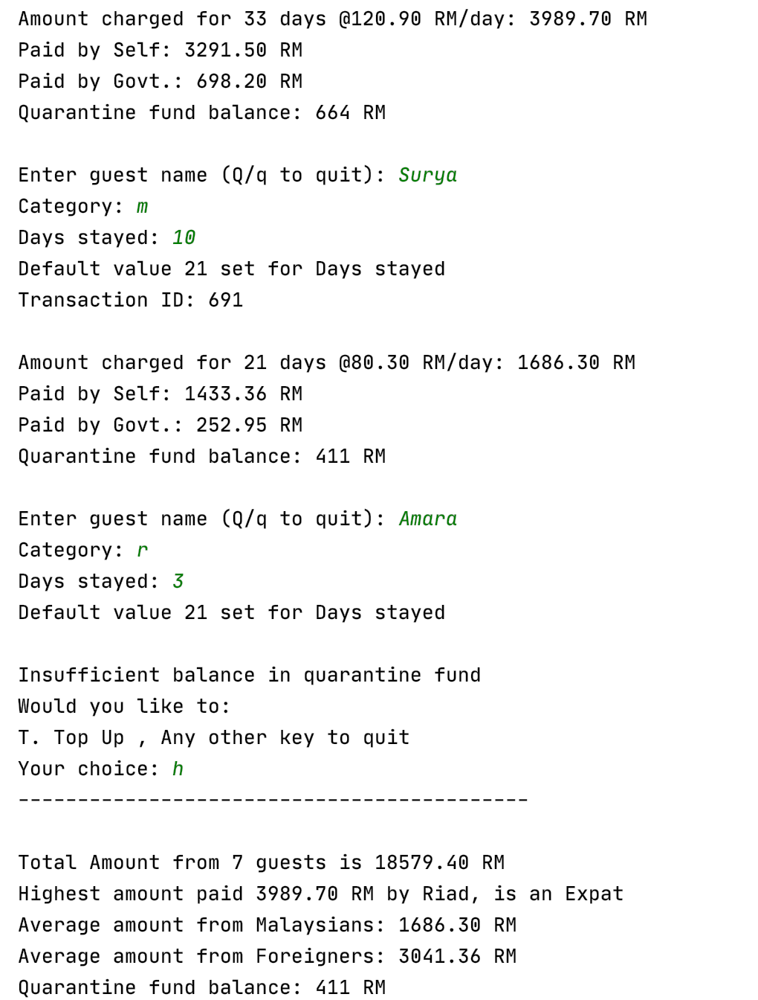 Amount charged for 33 days @120.90 RM/day: 3989.70 RM
Paid by Self: 3291.50 RM
Paid by Govt.: 698.20 RM
Quarantine fund balance: 664 RM
Enter guest name (Q/q to quit): Surya
Category: m
Days stayed: 10
Default value 21 set for Days stayed
Transaction ID: 691
Amount charged for 21 days @80.30 RM/day: 1686.30 RM
Paid by Self: 1433.36 RM
Paid by Govt.: 252.95 RM
Quarantine fund balance: 411 RM
Enter guest name (Q/q to quit): Amara
Category: r
Days stayed: 3
Default value 21 set for Days stayed
Insufficient balance in quarantine fund
Would you like to:
T. Top Up , Any other key to quit
Your choice: h
-------------------------------------------
Total Amount from 7 guests is 18579.40 RM
Highest amount paid 3989.70 RM by Riad, is an Expat
Average amount from Malaysians: 1686.30 RM
Average amount from Foreigners: 3041.36 RM
Quarantine fund balance: 411 RM